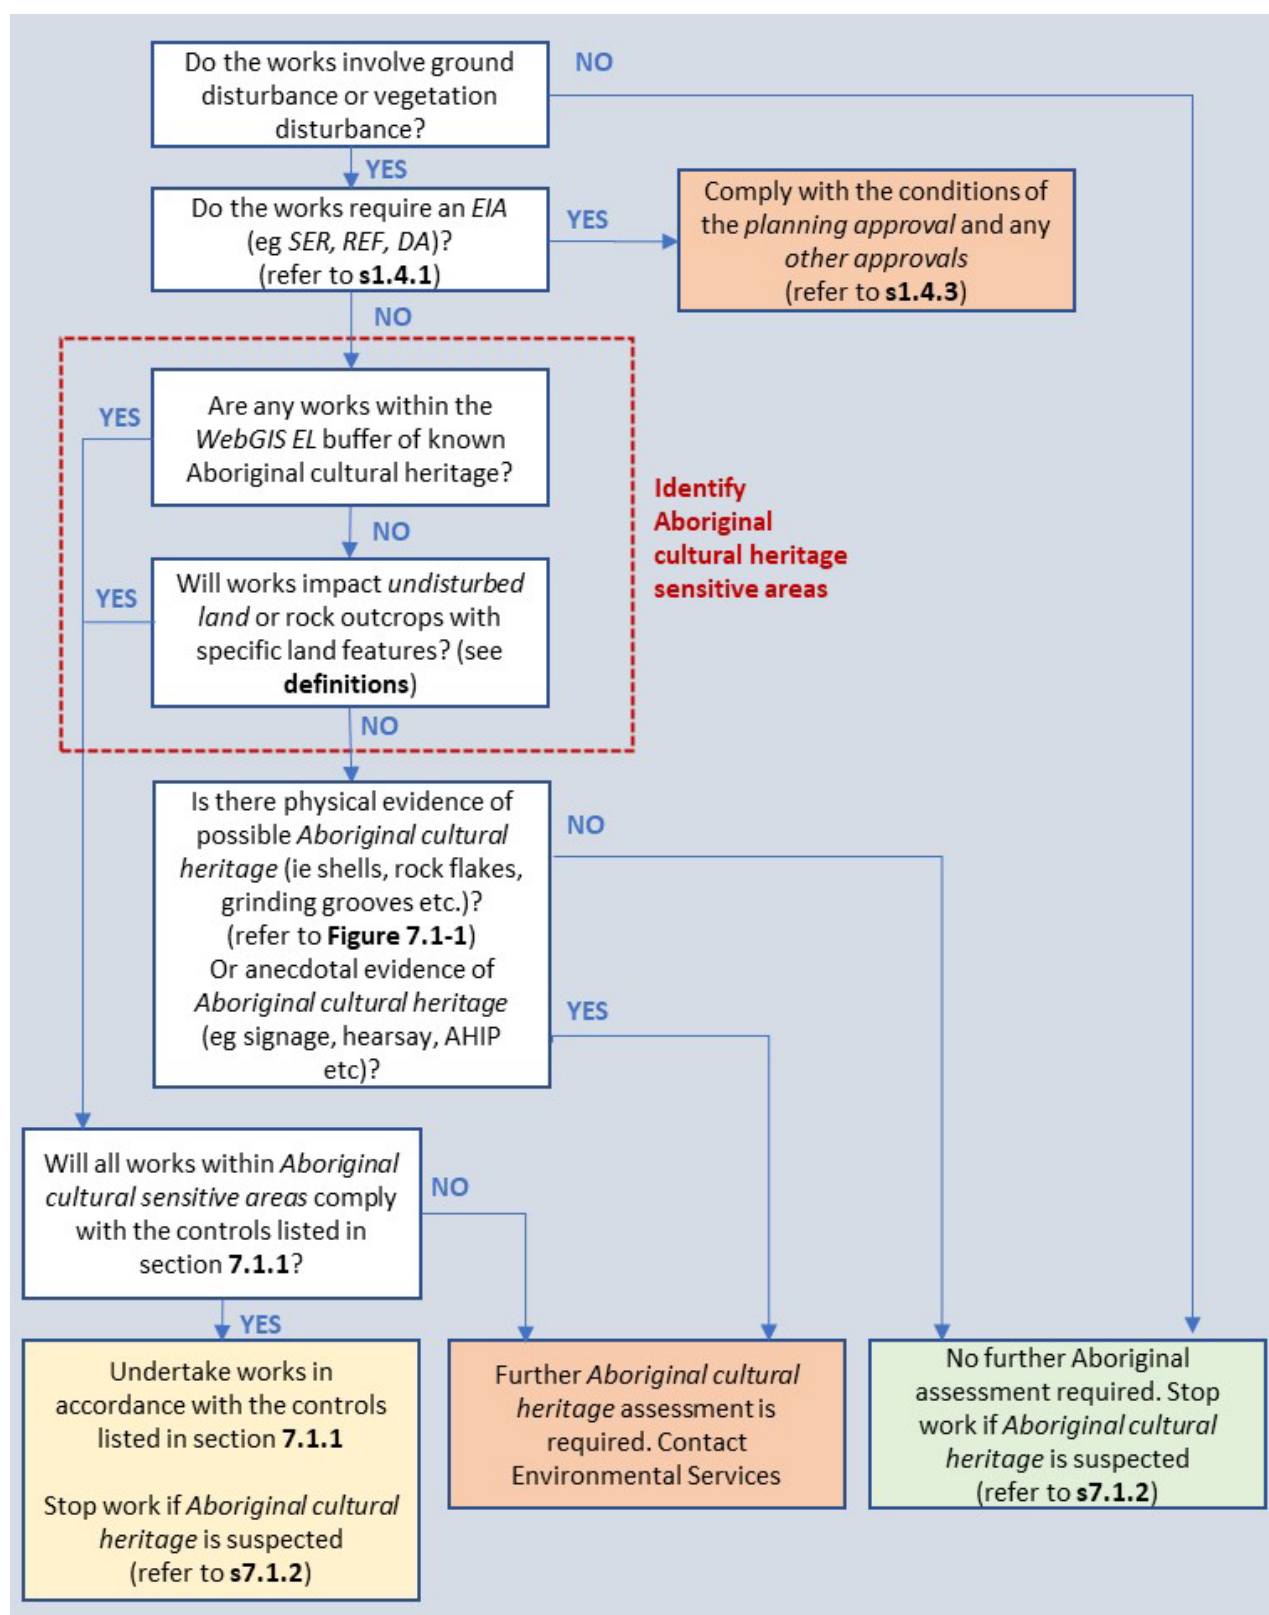 Do the works involve ground
disturbance or vegetation
disturbance?
NO
YES
Do the works require an EIA
(eg SER, REF, DA)?
(refer to s1.4.1)
YES
Comply with the conditions of
the planning approval and any
other approvals
(refer to s1.4.3)
NO
Are any works within the
WebGIS EL buffer of known
Aboriginal cultural heritage?
YES
Identify
Aboriginal
cultural heritage
sensitive areas
NO
Will works impact undisturbed
land or rock outcrops with
specific land features? (see
definitions)
YES
NO
Is there physical evidence of
possible Aboriginal cultural
heritage (ie shells, rock flakes,
grinding grooves etc.)?
(refer to Figure 7.1-1)
Or anecdotal evidence of
Aboriginal cultural heritage
(eg signage, hearsay, AHIP
etc)?
NO
YES
Will all works within Aboriginal
cultural sensitive areas comply
with the controls listed in
section 7.1.1?
NO
YES
Undertake works in
accordance with the controls
listed in section 7.1.1
Stop work if Aboriginal cultural
heritage is suspected
(refer to s7.1.2)
Further Aboriginal cultural
heritage assessment is
required. Contact
Environmental Services
No further Aboriginal
assessment required. Stop
work if Aboriginal cultural
heritage is suspected
(refer to s7.1.2)